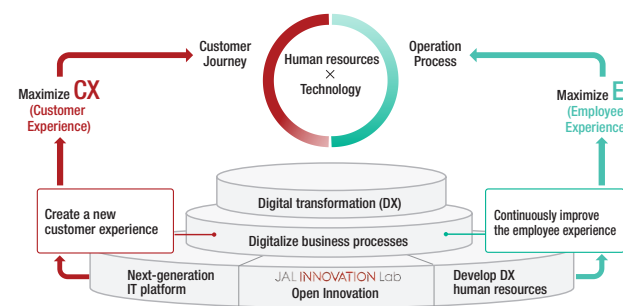 Customer
Journey
Human resources
×
Technology
Operation
Process
Maximize CX
(Customer
Experience)
Maximize E
(Employee
Experience
Create a new
customer experience
Digital transformation (DX)
Continuously improve
the employee experience
Digitalize business processes
Next-generation
IT platform
JAL INNOVATION Lab
Open Innovation
Develop DX
human resources